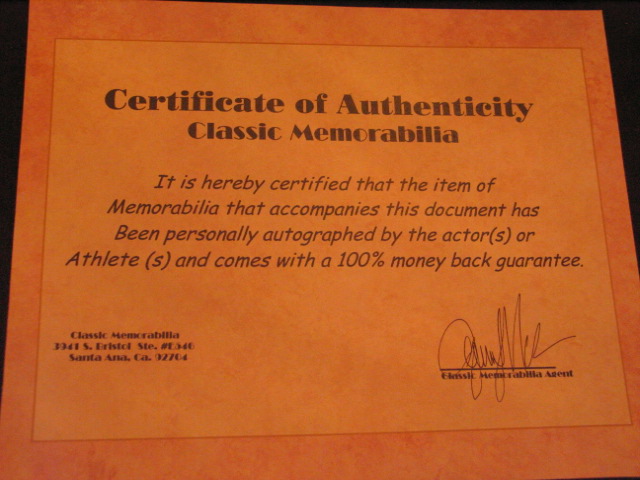 Certificate of Authenticity
Classic Memorabilia
It is hereby certified that the item of
Memorabilia that accompanies this document has
Been personally autographed by the actor(s) or
Athlete (s) and comes with a 100% money back guarantee.
Classic Memorabilia
3941 S. Bristol Ste. #E346
Santa Ana, Ca. 92704
Classic Memorabilia Agent